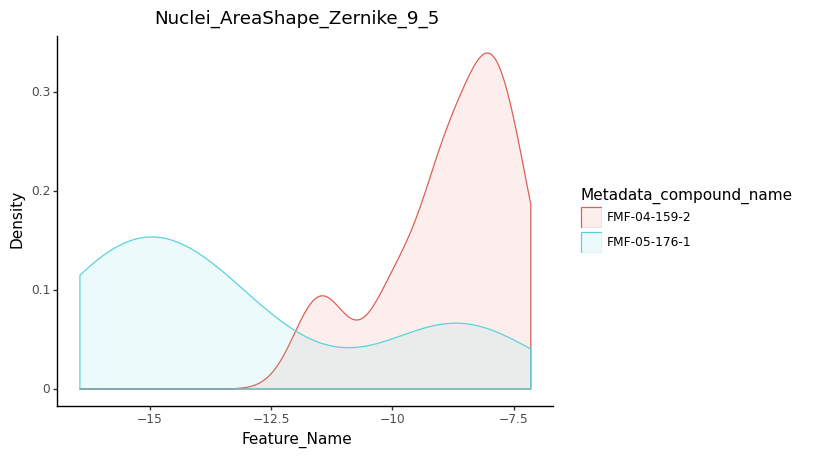 Nuclei_AreaShape_Zernike_9_5
Density
0.3
0.2
0.1
0
−15
−12.5
−10
−7.5
Feature_Name
Metadata_compound_name
FMF-04-159-2
FMF-05-176-1